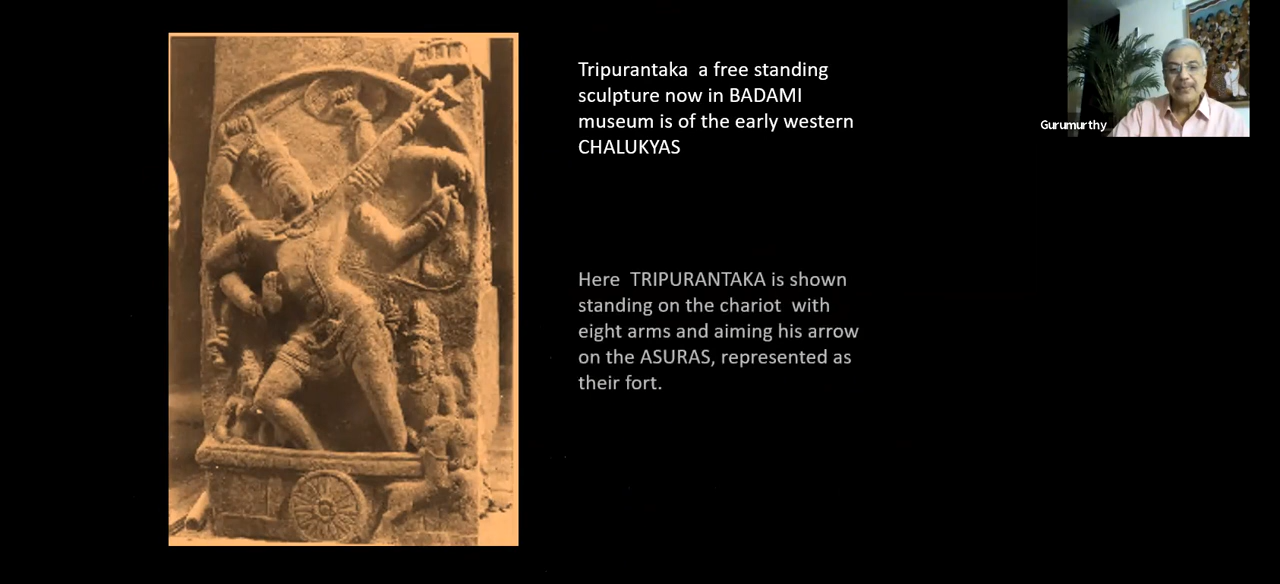 Tripurantaka  a free standing
sculpture now in BADAMI
museum is of the early western
CHALUKYAS
Here  TRIPURANTAKA is shown
standing on the chariot  with
eight arms and aiming his arrow
on the ASURAS, represented as
their fort.
Gurumurthy